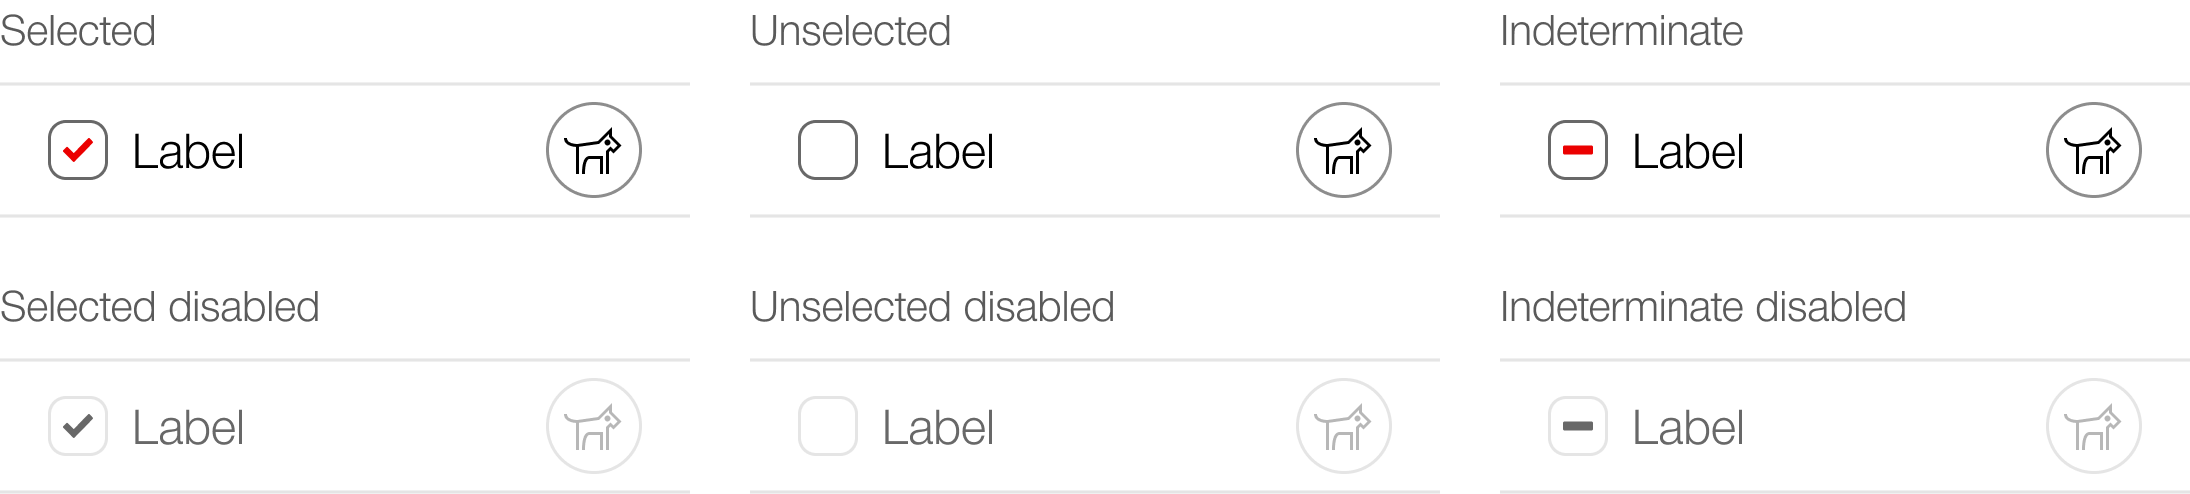 Selected
Unselected
Indeterminate
Label
Label
Label
Selected disabled
Unselected disabled
Indeterminate disabled
Label
Label
Label